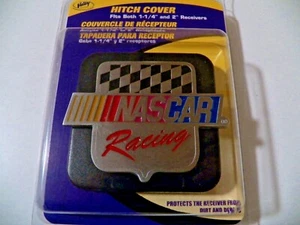 HITCH COVER
Fits Both 1-1/4" and 2" Receivers
COUVERCLE DE RÉCEPTEUR
TAPADERA PARA RECEPTOR
NASCAR
Racing
PROTECTS THE RECEIVER FROM
DIRT AND